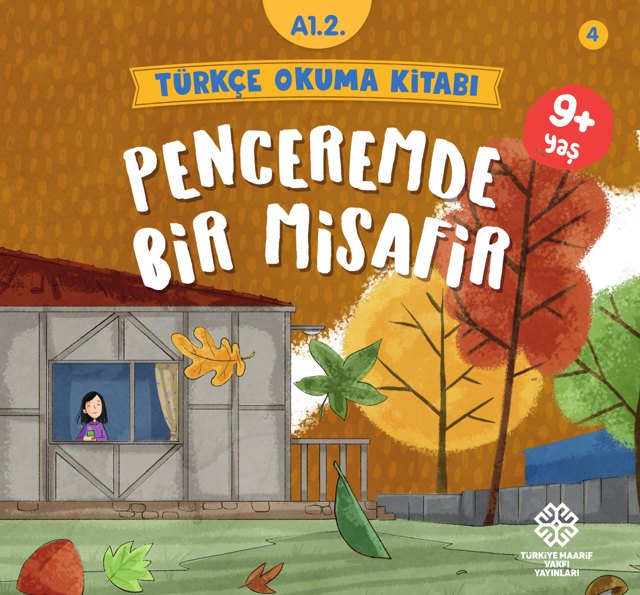 A1.2.
4
TÜRKÇE OKUMA KİTABI
9+
yaş
PENCEREMDE
BİR MİSAFİR
TÜRKİYE MAARİF
VAKFI
YAYINLARI